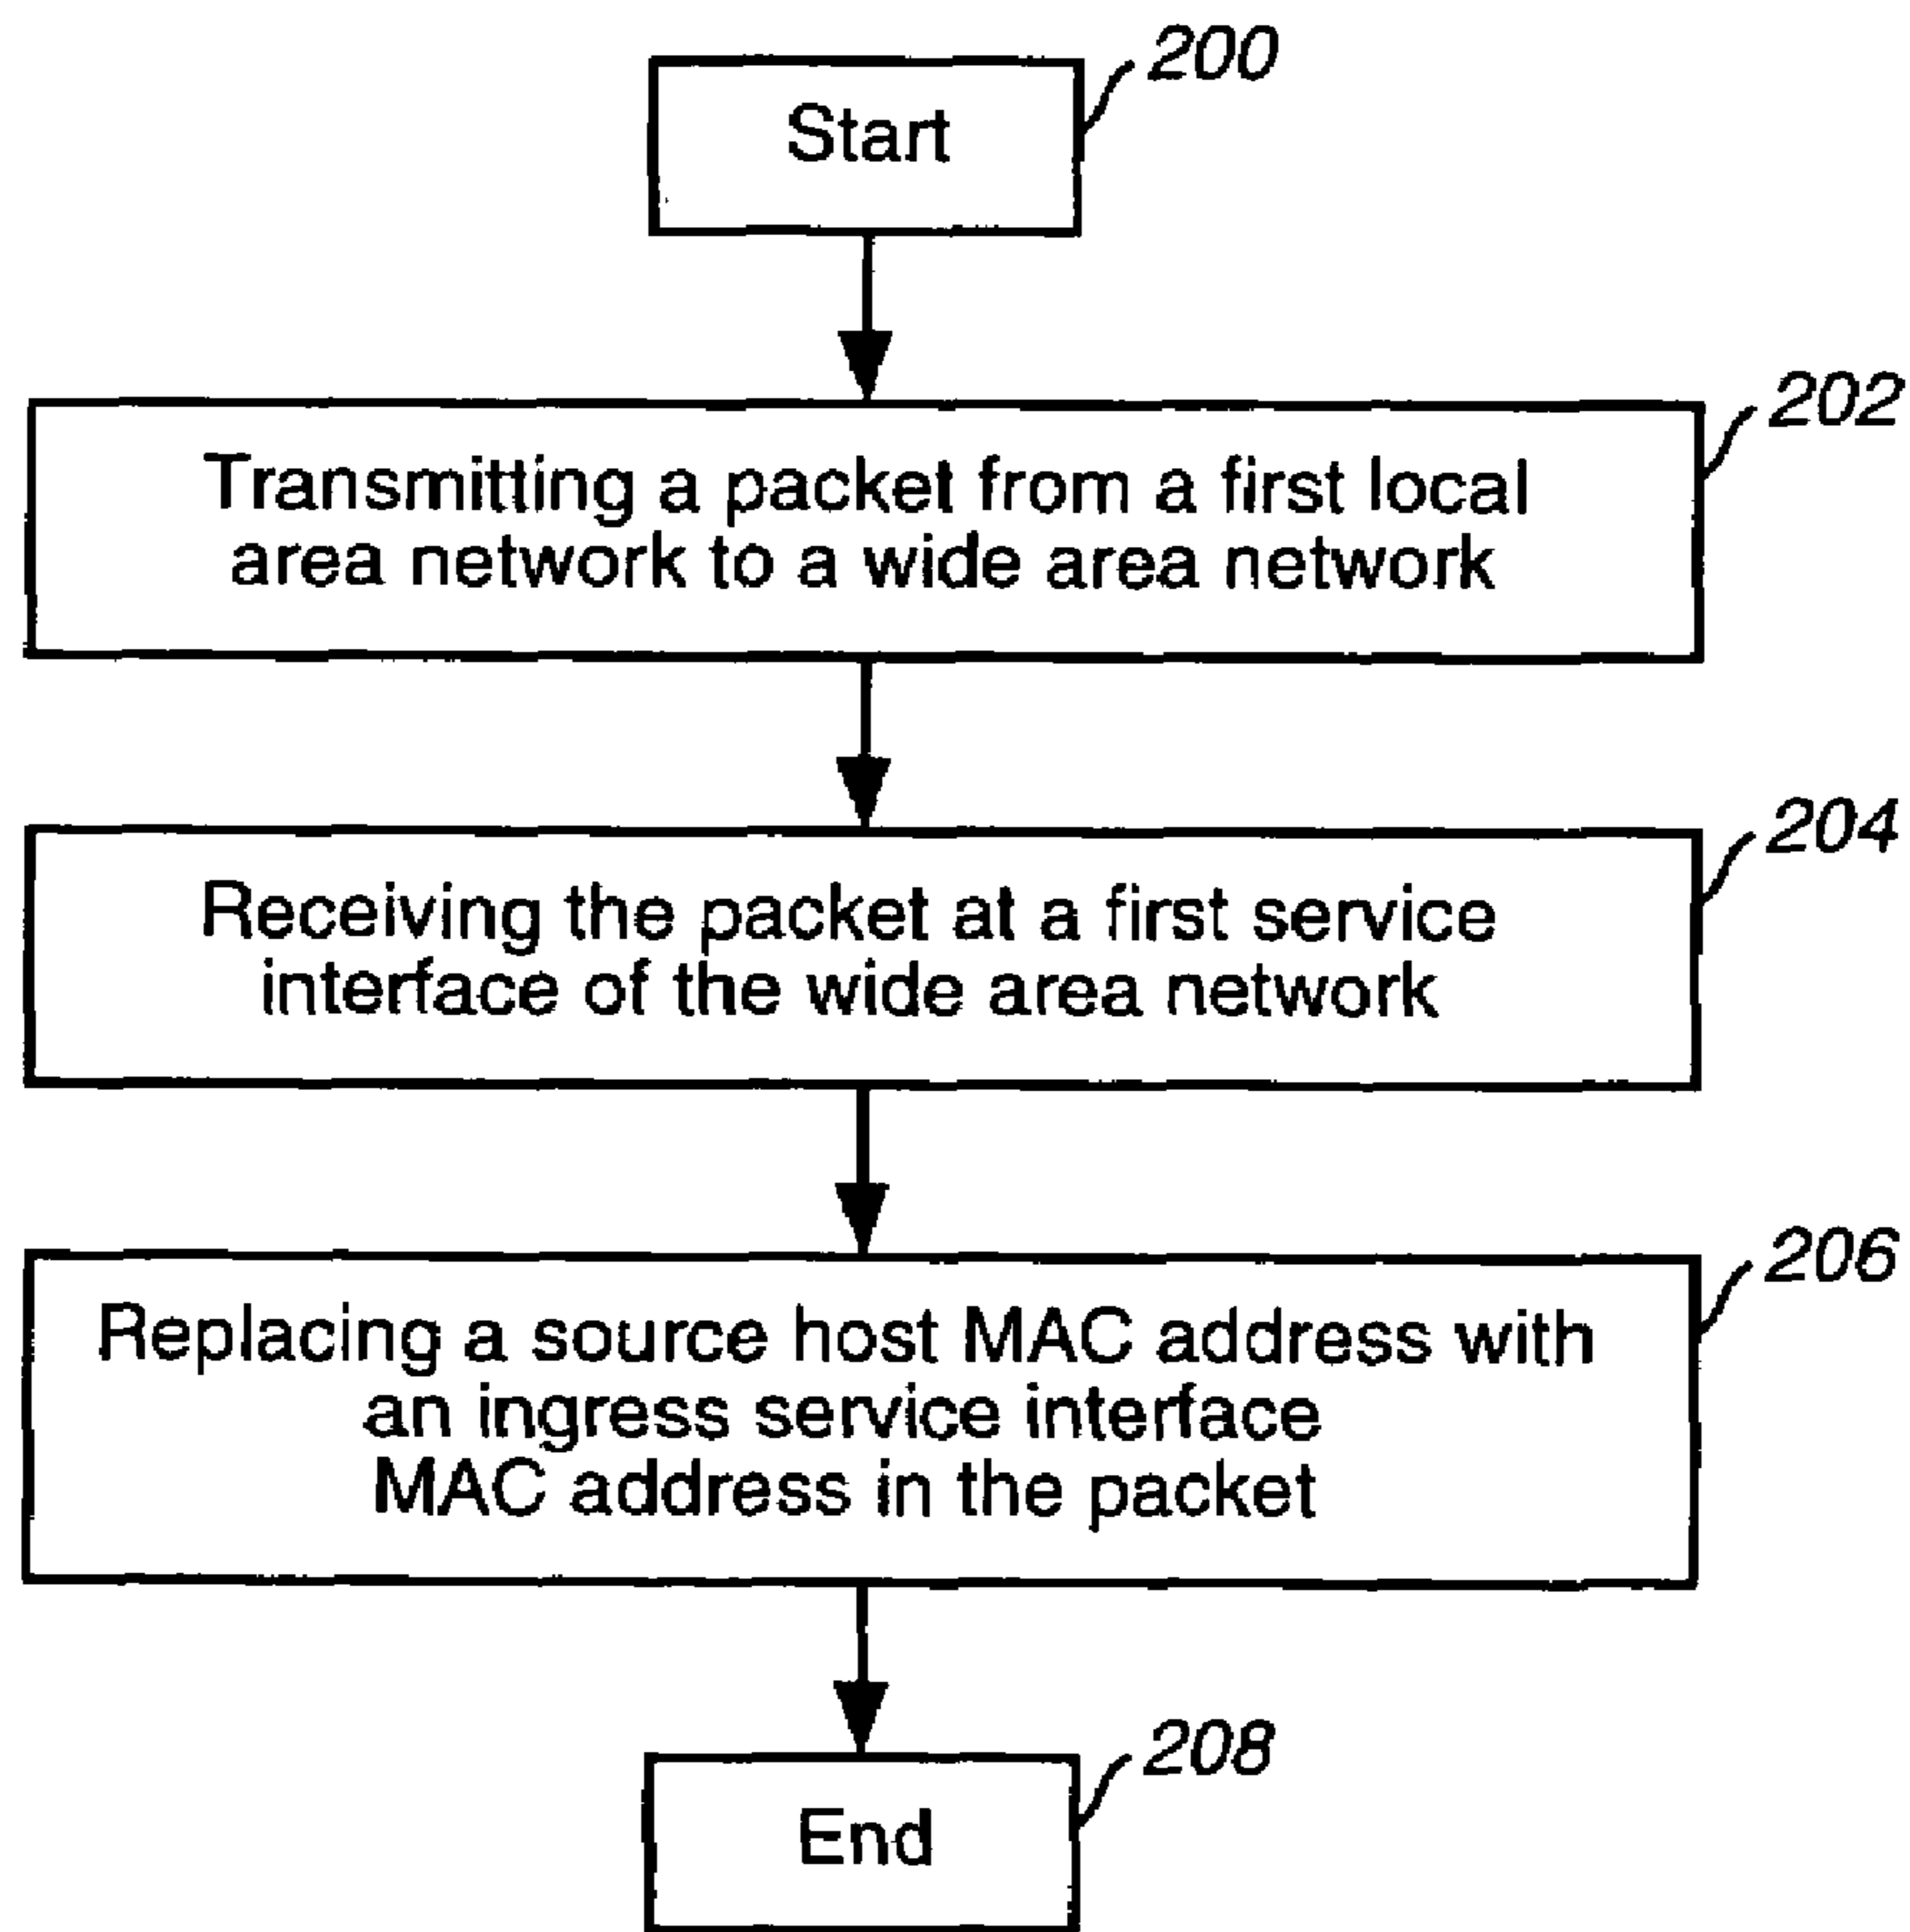 200
Start
202
Transmitting a packet from a first local
area network to a wide area network
204
Receiving the packet at a first service
interface of the wide area network
206
Replacing a source host MAC address with
an ingress service interface
MAC address in the packet
208
End